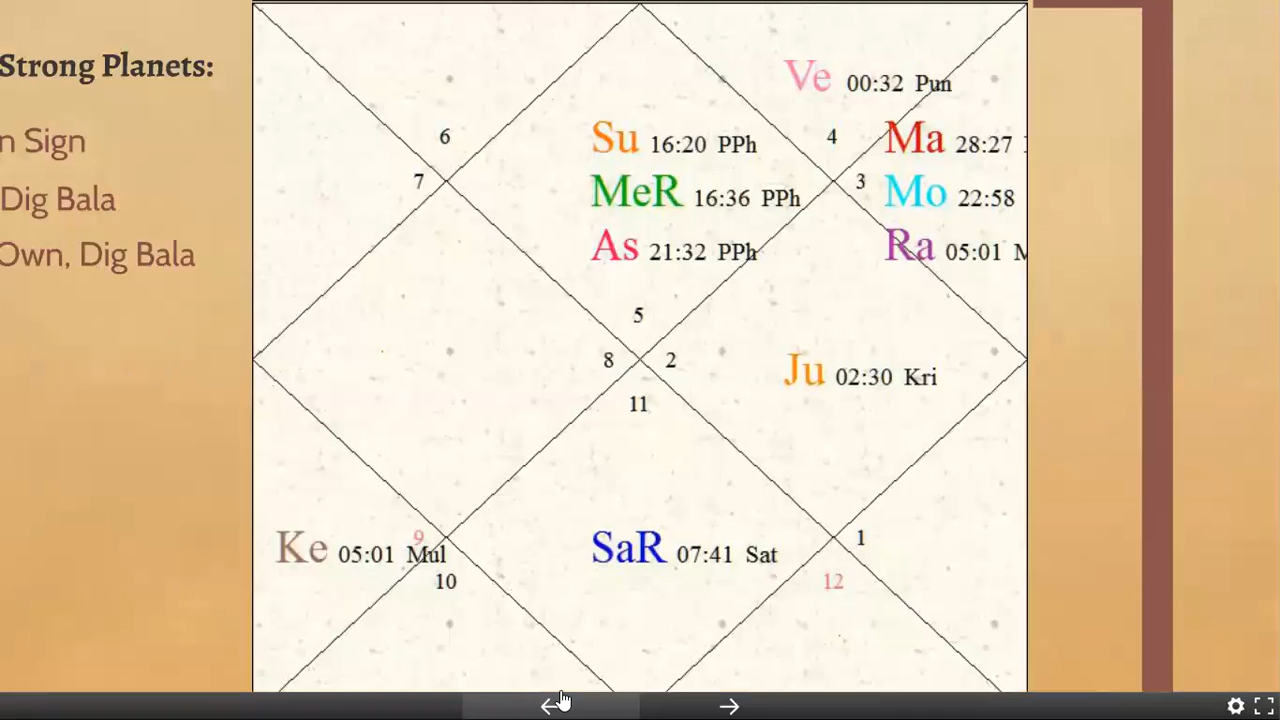 Strong Planets:
n Sign
Dig Bala
Own, Dig Bala
Ve 00:32 Pun
6
Su 16:20 PPh
4
Ma 28:27
7
MeR 16:36 PPh
3
Mo 22:58
As 21:32 PPh
Ra 05:01 M
5
8
2
Ju 02:30 Kri
11
9
Ke 05:01 Mul
SaR 07:41 Sat
1
10
12